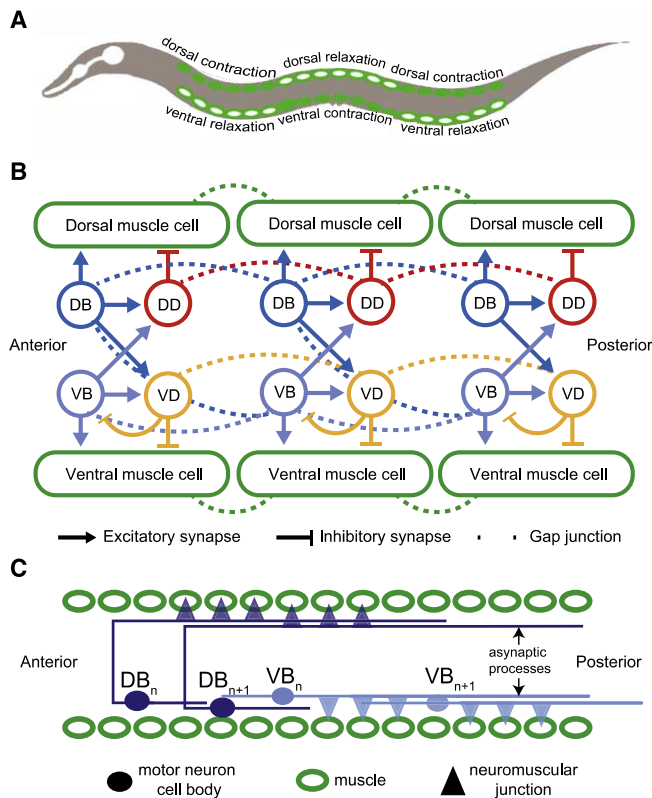 A
dorsal contraction
dorsal relaxation
dorsal contraction
ventral relaxation
ventral contraction
ventral relaxation
B
Dorsal muscle cell
Dorsal muscle cell
Dorsal muscle cell
DB
DD
DB
DD
DB
DD
Anterior
Posterior
VB
VD
VB
VD
VB
VD
Ventral muscle cell
Ventral muscle cell
Ventral muscle cell
Excitatory synapse
Inhibitory synapse
Gap junction
C
Anterior
asynaptic
processes
Posterior
DBn
DBn+1
VBn
VBn+1
motor neuron
cell body
muscle
neuromuscular
junction